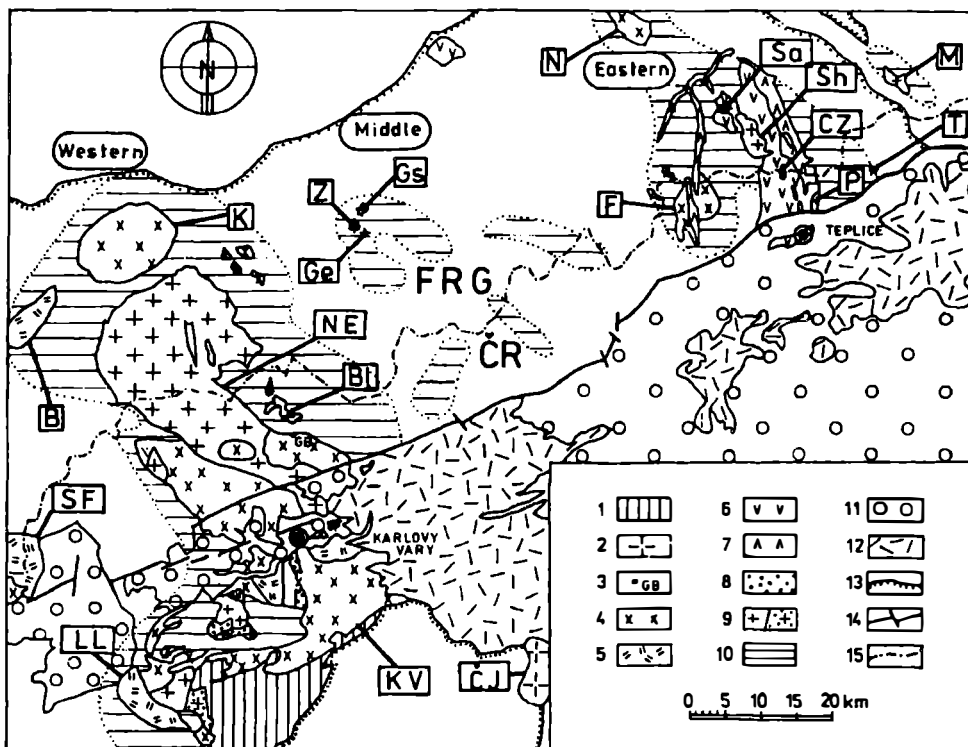 N
Western
Middle
Eastern
N
Sa
Sh
CZ
M
T
P
F
TEPLICE
K
Z
Gs
Ge
FRG
ČR
NE
Bl
B
GB
SF
KARLOVY
VARY
LL
KV
ČJ
1
2
3 GB
4 x x
5
6 v v
7 ʌ ʌ
8
9 + +
10
11 O O
12
13
14
15
0 5 10 15 20 km